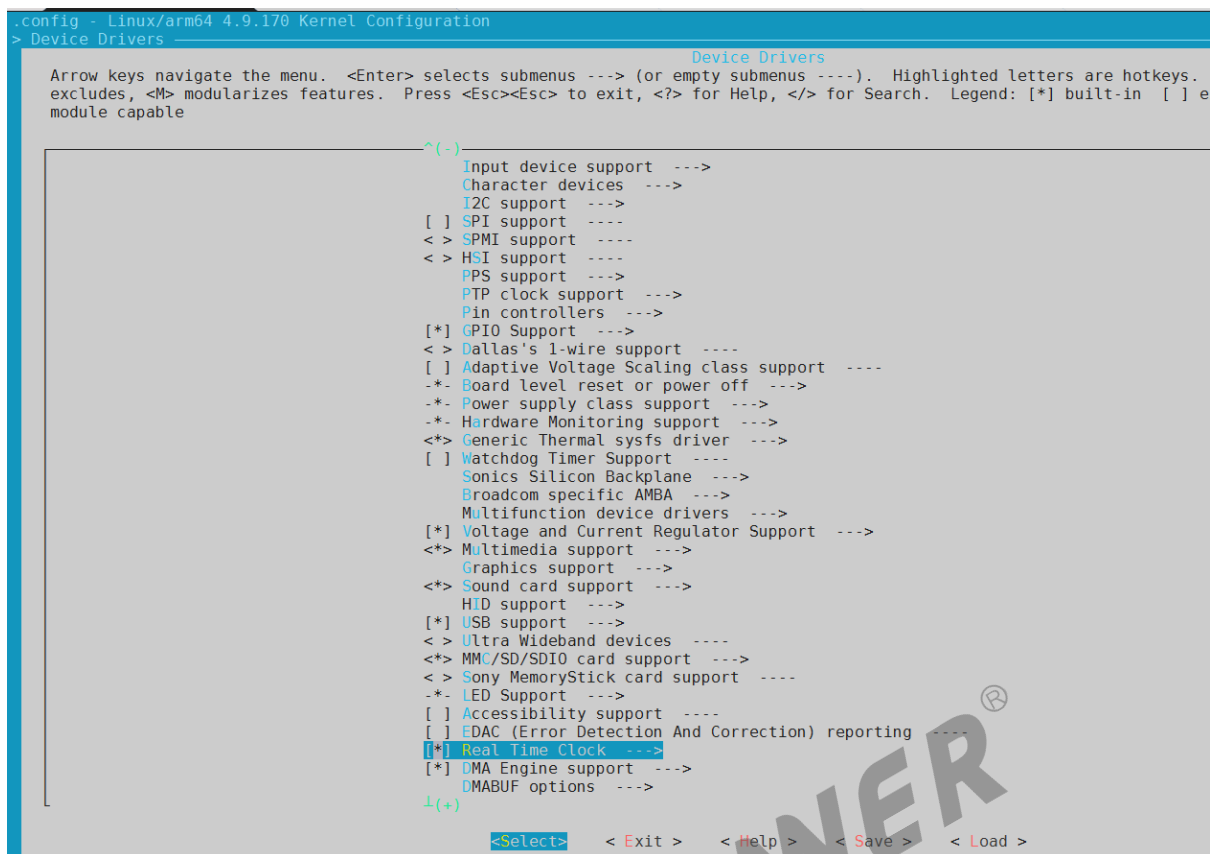 .config - Linux/arm64 4.9.170 Kernel Configuration
> Device Drivers
Device Drivers
Arrow keys navigate the menu.  <Enter> selects submenus ---> (or empty submenus ----).  Highlighted letters are hotkeys.
excludes, <M> modularizes features.  Press <Esc><Esc> to exit, <?> for Help, </> for Search.  Legend: [*] built-in  [ ] e
module capable
^(-)
Input device support  --->
Character devices  --->
I2C support  --->
[ ] SPI support  ----
< > SPMI support  ----
< > HSI support  ----
PPS support  --->
PTP clock support  --->
Pin controllers  --->
[*] GPIO Support  --->
< > Dallas's 1-wire support  ----
[ ] Adaptive Voltage Scaling class support  ----
-*- Board level reset or power off  --->
-*- Power supply class support  --->
-*- Hardware Monitoring support  --->
<*> Generic Thermal sysfs driver  --->
[ ] Watchdog Timer Support  ----
Sonics Silicon Backplane  --->
Broadcom specific AMBA  --->
Multifunction device drivers  --->
[*] Voltage and Current Regulator Support  --->
<*> Multimedia support  --->
Graphics support  --->
<*> Sound card support  --->
HID support  --->
[*] USB support  --->
< > Ultra Wideband devices  ----
<*> MMC/SD/SDIO card support  --->
< > Sony MemoryStick card support  ----
-*- LED Support  --->
[ ] Accessibility support  ----
[ ] EDAC (Error Detection And Correction) reporting  ----
[*] Real Time Clock  --->
[*] DMA Engine support  --->
DMABUF options  --->
┴(+)
<Select>    < Exit >    < Help >    < Save >    < Load >
NER®